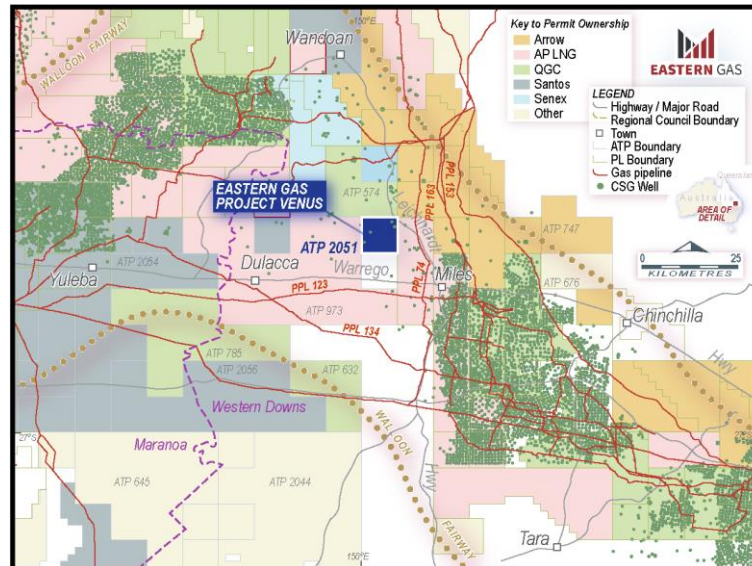 150°E
Wandoan
WALLOON FAIRWAY
Key to Permit Ownership
Arrow
APLNG
QGC
Santos
Senex
Other
EASTERN GAS
LEGEND
Highway / Major Road
Regional Council Boundary
Town
ATP Boundary
PL Boundary
Gas pipeline
CSG Well
Australia
AREA OF
DETAIL
0
25
KILOMETRES
EASTERN GAS
PROJECT VENUS
ATP 574
ATP 2051
Leichhardt
PPL 163
PPL 153
ATP 747
ATP 2054
Yuleba
Dulacca
Warrego
PPL 74
Miles
ATP 676
PPL 123
ATP 973
Chinchilla
PPL 134
Hwy
ATP 785
ATP 2056
ATP 632
Western Downs
27°S
Maranoa
WALLOON
FAIRWAY
Hwy
ATP 645
ATP 2044
Tara
150°E